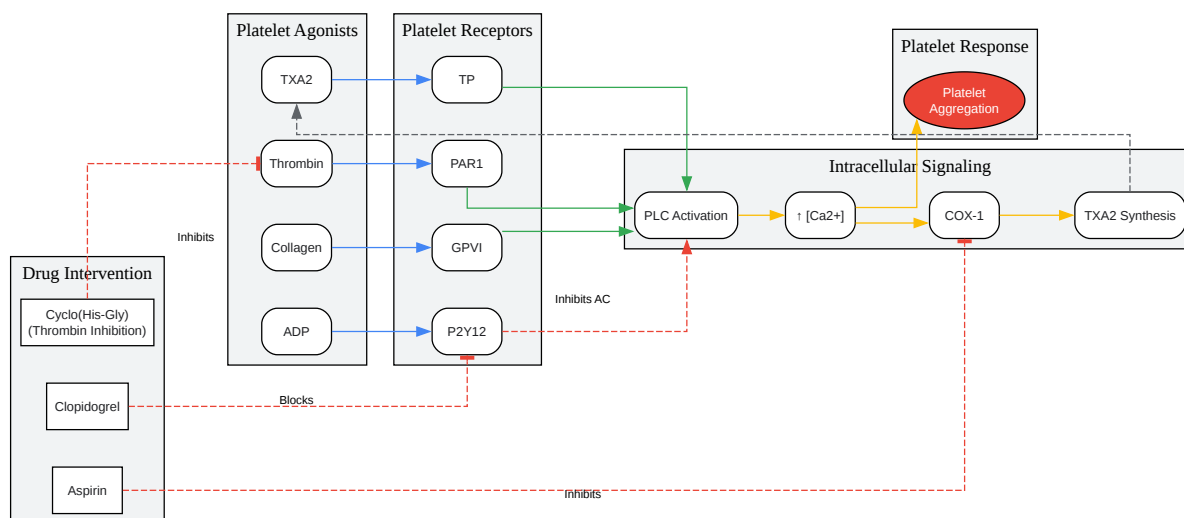 Platelet Agonists
Platelet Receptors
Platelet Response
TXA2
TP
Platelet
Aggregation
Thrombin
PAR1
Intracellular Signaling
PLC Activation
↑ [Ca2+]
COX-1
TXA2 Synthesis
Inhibits
Collagen
GPVI
Drug Intervention
Inhibits AC
Cyclo(His-Gly)
(Thrombin Inhibition)
ADP
P2Y12
Clopidogrel
Blocks
Aspirin
Inhibits